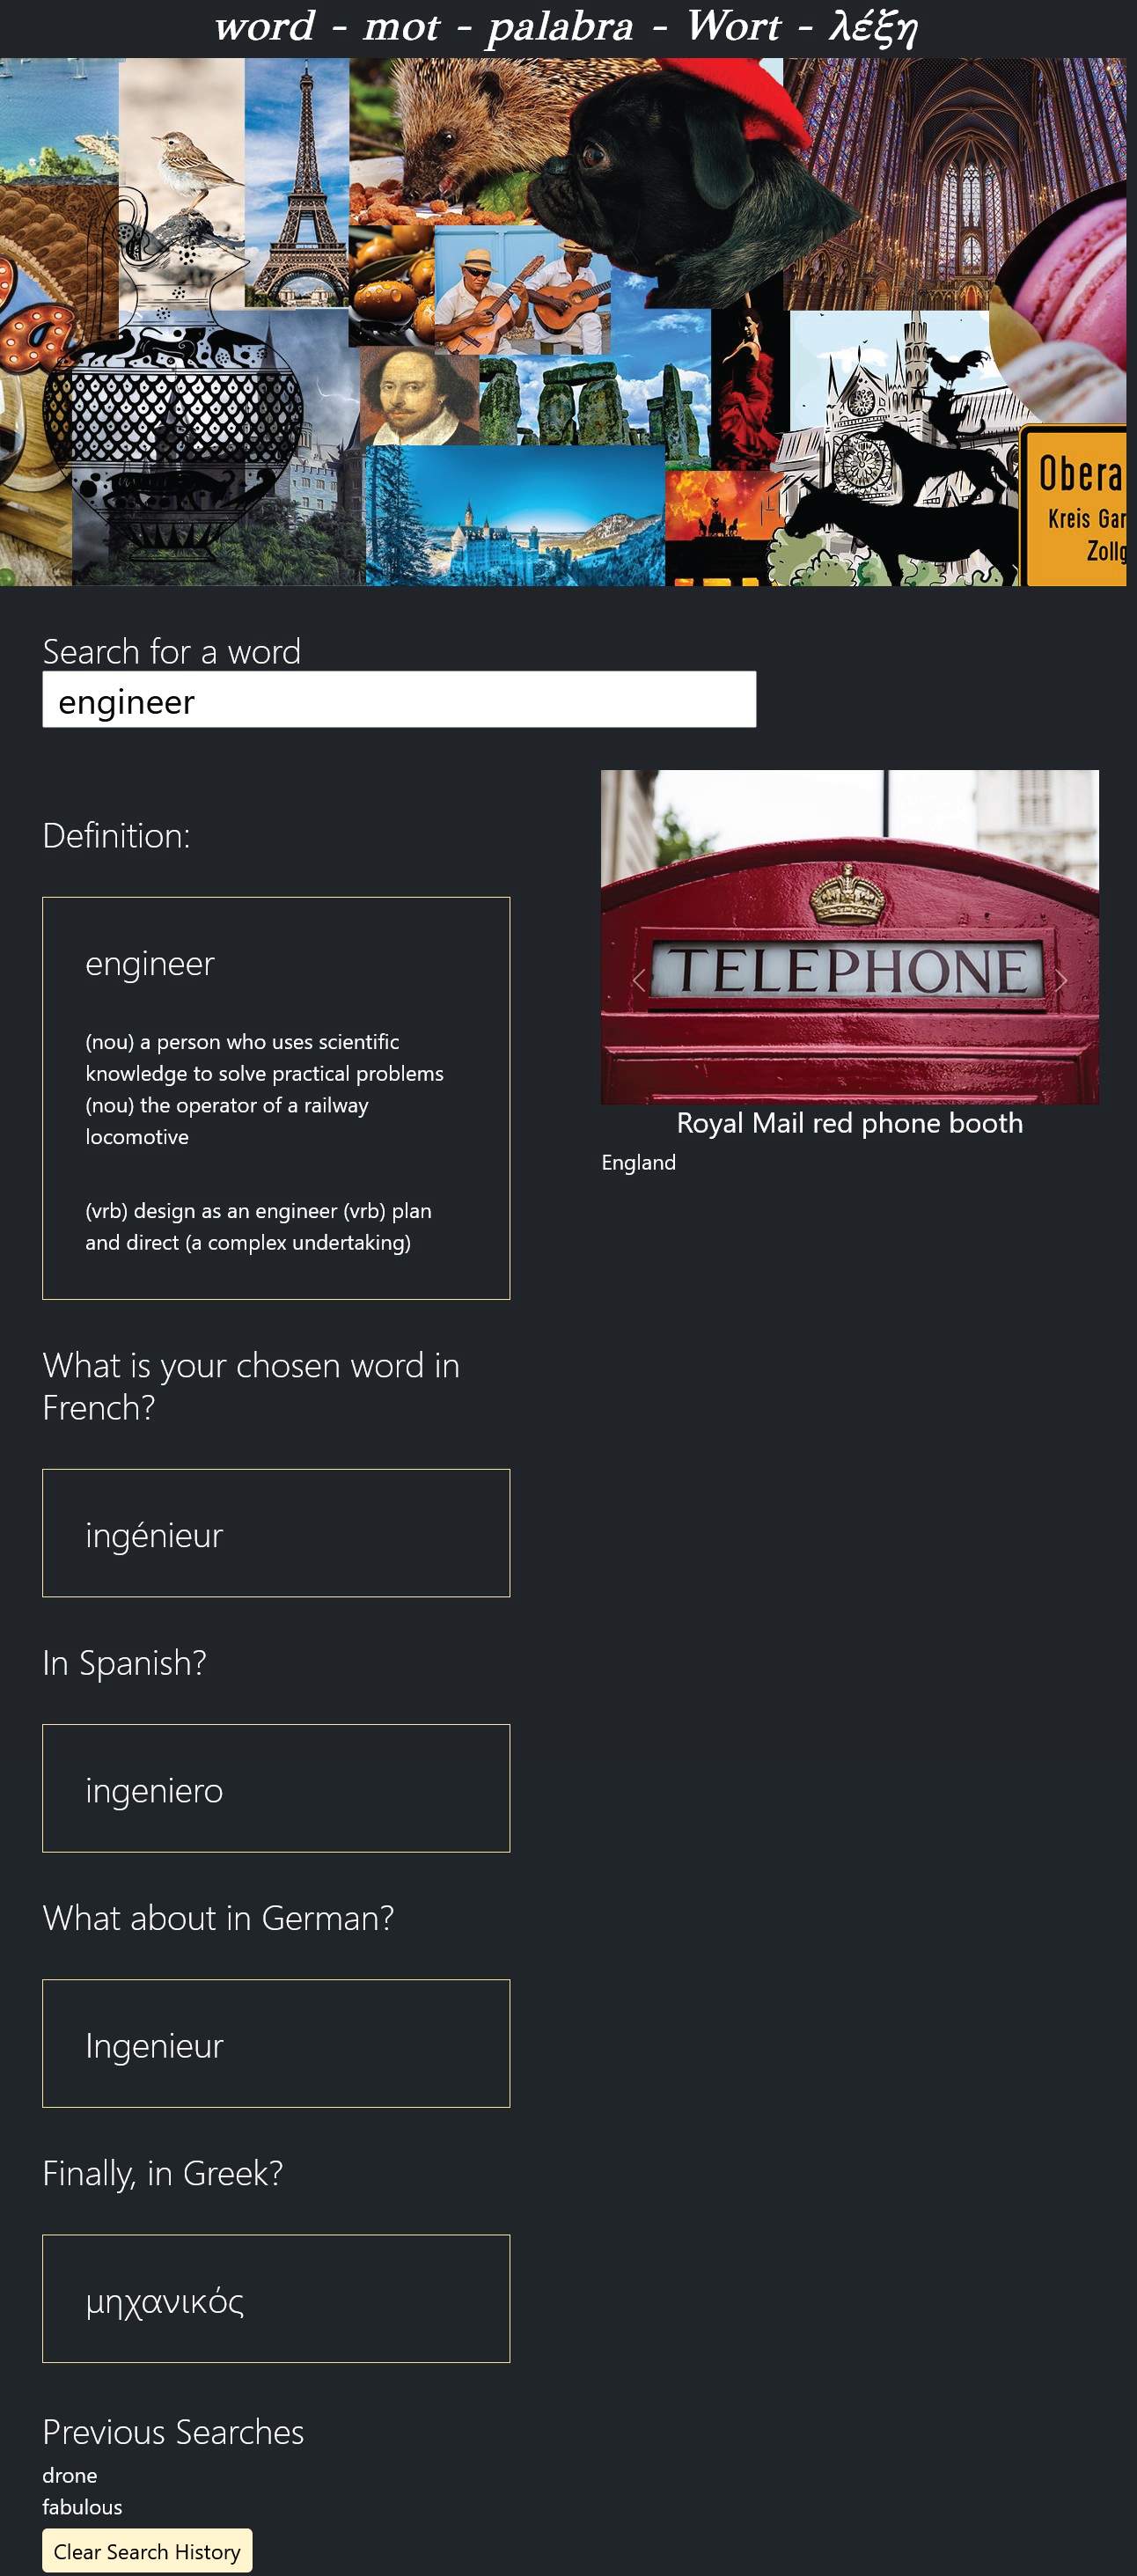 word - mot - palabra - Wort - λέξη
Kreis
Search for a word
engineer
Definition:
engineer
(nou) a person who uses scientific
knowledge to solve practical problems
(nou) the operator of a railway
locomotive
(vrb) design as an engineer (vrb) plan
and direct (a complex undertaking)
TELEPHONE
Royal Mail red phone booth
England
What is your chosen word in
French?
ingénieur
In Spanish?
ingeniero
What about in German?
Ingenieur
Finally, in Greek?
μηχανικός
Previous Searches
drone
fabulous
Clear Search History